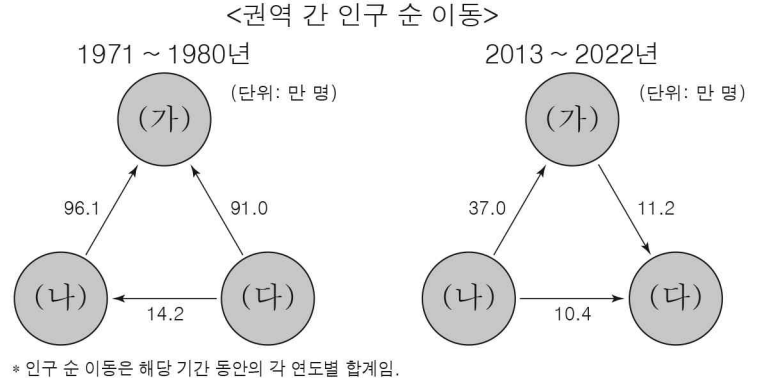 <권역 간 인구 순 이동>
1971 ~ 1980년
(단위: 만 명)
(가)
96.1
91.0
(나)
14.2
(다)
2013 ~ 2022년
(단위: 만 명)
(가)
37.0
11.2
(나)
10.4
(다)
* 인구 순 이동은 해당 기간 동안의 각 연도별 합계임.